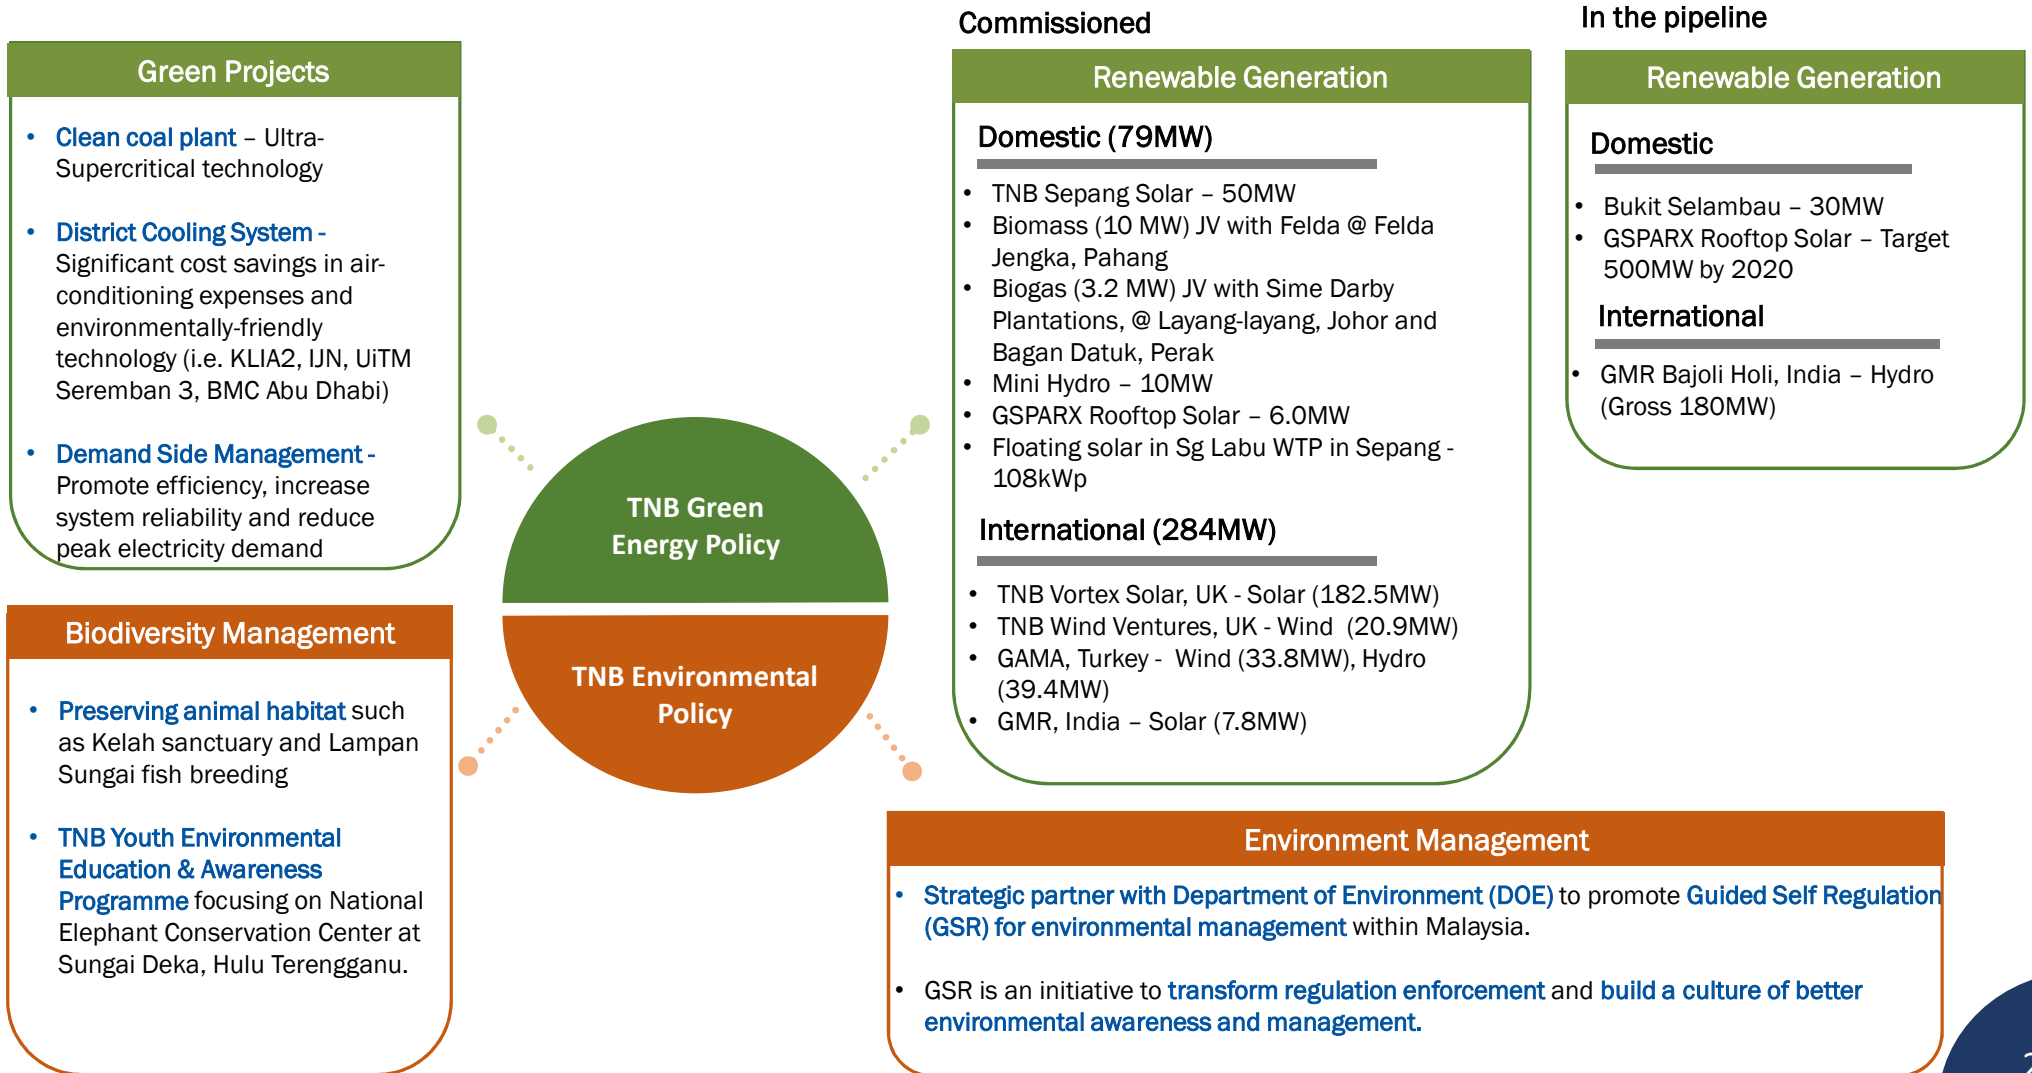 Green Projects
• Clean coal plant – Ultra-
Supercritical technology
• District Cooling System -
Significant cost savings in air-
conditioning expenses and
environmentally-friendly
technology (i.e. KLIA2, IJN, UiTM
Seremban 3, BMC Abu Dhabi)
• Demand Side Management -
Promote efficiency, increase
system reliability and reduce
peak electricity demand
Biodiversity Management
• Preserving animal habitat such
as Kelah sanctuary and Lampan
Sungai fish breeding
• TNB Youth Environmental
Education & Awareness
Programme focusing on National
Elephant Conservation Center at
Sungai Deka, Hulu Terengganu.
TNB Green
Energy Policy
TNB Environmental
Policy
Commissioned
Renewable Generation
Domestic (79MW)
• TNB Sepang Solar – 50MW
• Biomass (10 MW) JV with Felda @ Felda
Jengka, Pahang
• Biogas (3.2 MW) JV with Sime Darby
Plantations, @ Layang-layang, Johor and
Bagan Datuk, Perak
• Mini Hydro – 10MW
• GSPARX Rooftop Solar – 6.0MW
• Floating solar in Sg Labu WTP in Sepang -
108kWp
International (284MW)
• TNB Vortex Solar, UK - Solar (182.5MW)
• TNB Wind Ventures, UK - Wind (20.9MW)
• GAMA, Turkey - Wind (33.8MW), Hydro
(39.4MW)
• GMR, India – Solar (7.8MW)
In the pipeline
Renewable Generation
Domestic
• Bukit Selambau – 30MW
• GSPARX Rooftop Solar – Target
500MW by 2020
International
• GMR Bajoli Holi, India – Hydro
(Gross 180MW)
Environment Management
• Strategic partner with Department of Environment (DOE) to promote Guided Self Regulation
(GSR) for environmental management within Malaysia.
• GSR is an initiative to transform regulation enforcement and build a culture of better
environmental awareness and management.